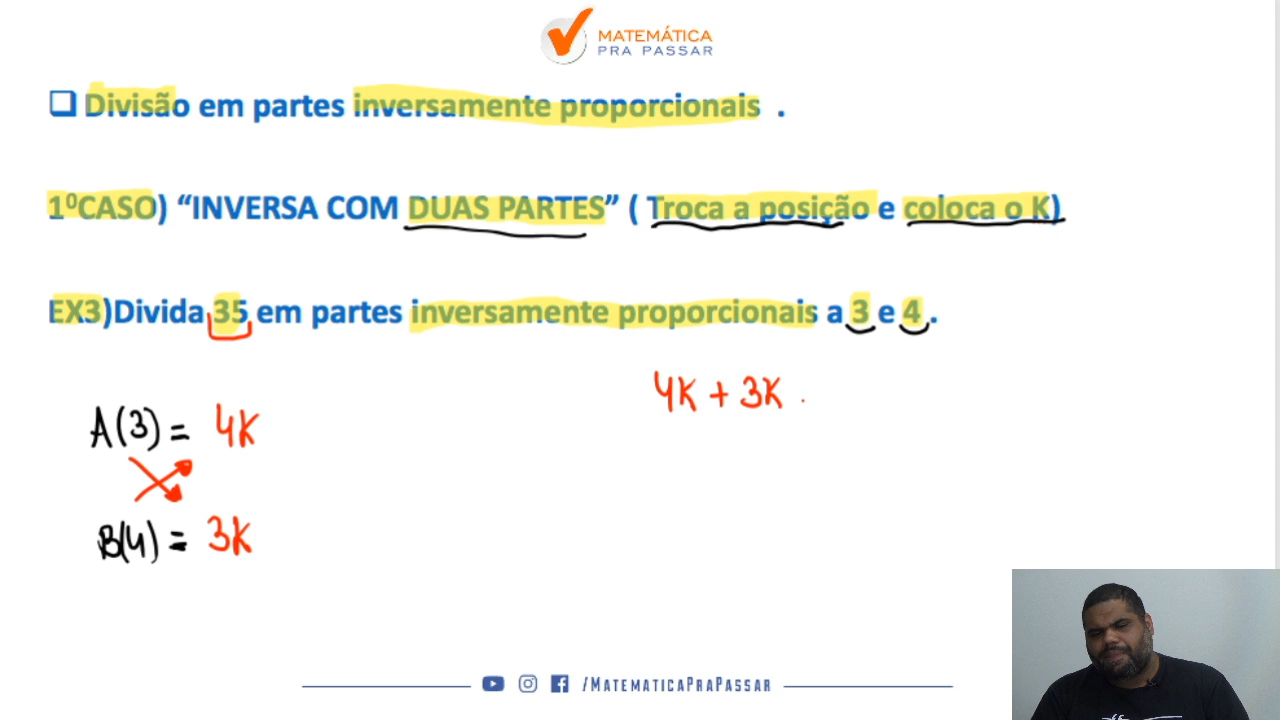 MATEMÁTICA
PRA PASSAR
Divisão em partes inversamente proporcionais .
1ºCASO) “INVERSA COM DUAS PARTES” ( Troca a posição e coloca o K)
EX3)Divida 35 em partes inversamente proporcionais a 3 e 4 .
4K + 3K
A(3) = 4K
B(4) = 3K
/MATEMATICAPRAPASSAR